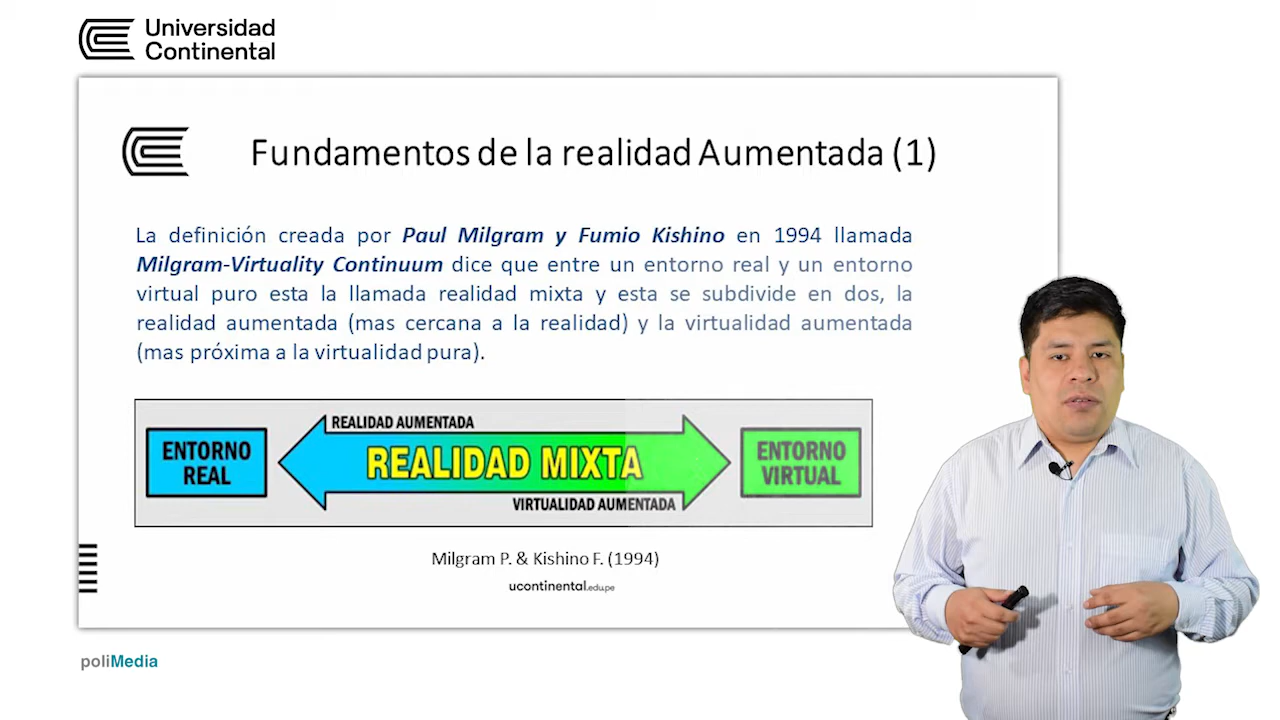 Universidad
Continental
Fundamentos de la realidad Aumentada (1)
La definición creada por Paul Milgram y Fumio Kishino en 1994 llamada
Milgram-Virtuality Continuum dice que entre un entorno real y un entorno
virtual puro esta la llamada realidad mixta y esta se subdivide en dos, la
realidad aumentada (mas cercana a la realidad) y la virtualidad aumentada
(mas próxima a la virtualidad pura).
REALIDAD AUMENTADA
ENTORNO
REAL
REALIDAD MIXTA
ENTORNO
VIRTUAL
VIRTUALIDAD AUMENTADA
Milgram P. & Kishino F. (1994)
ucontinental.edu.pe
poliMedia